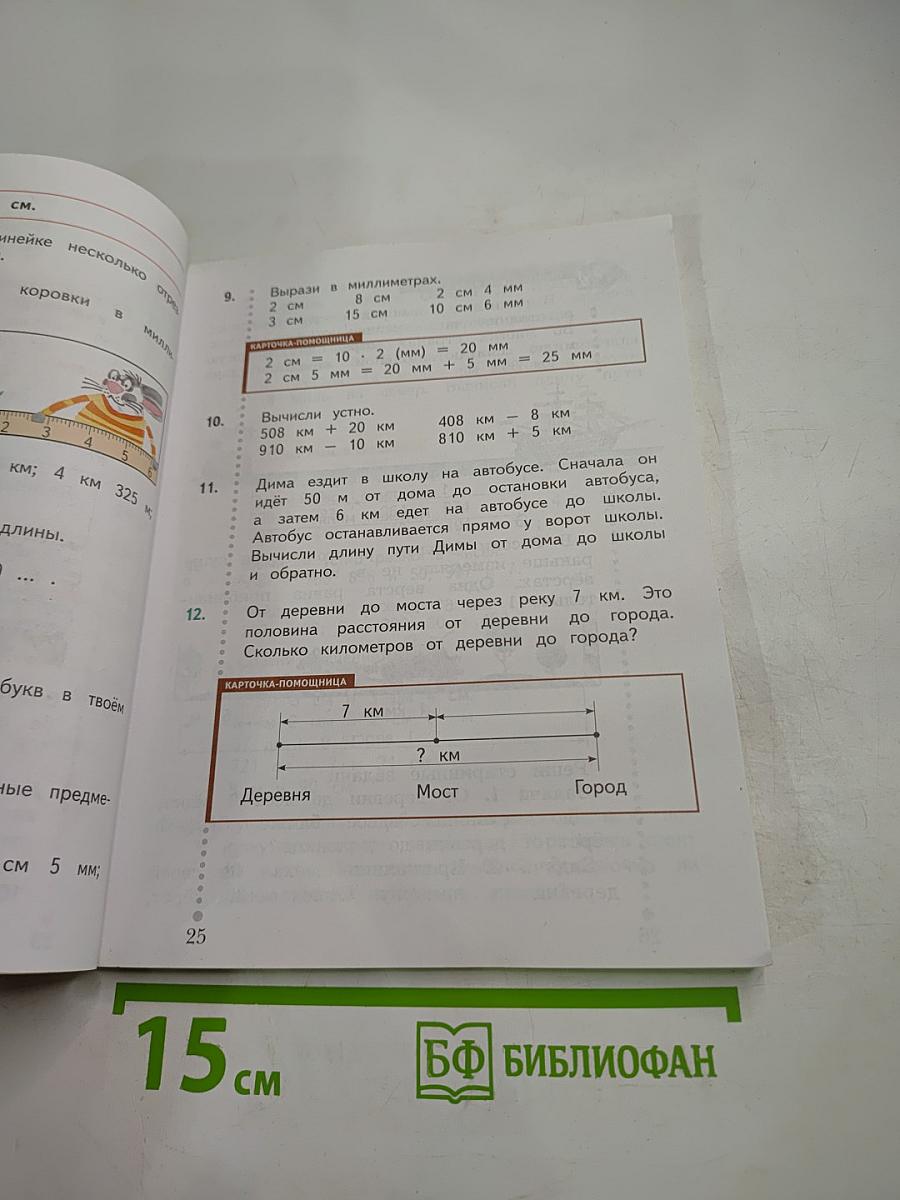 см.
инейке несколько отрез
коровки в милли
2 3 4 5 6
км; 4 км 325 м;
длины.
... .
букв в твоём
ные предме-
см 5 мм;
9. Вырази в миллиметрах.
2 см 8 см 2 см 4 мм
3 см 15 см 10 см 6 мм
КАРТОЧКА-ПОМОЩНИЦА
2 см = 10 · 2 (мм) = 20 мм
2 см 5 мм = 20 мм + 5 мм = 25 мм
10. Вычисли устно.
508 км + 20 км 408 км − 8 км
910 км − 10 км 810 км + 5 км
11. Дима ездит в школу на автобусе. Сначала он
идёт 50 м от дома до остановки автобуса,
а затем 6 км едет на автобусе до школы.
Автобус останавливается прямо у ворот школы.
Вычисли длину пути Димы от дома до школы
и обратно.
12. От деревни до моста через реку 7 км. Это
половина расстояния от деревни до города.
Сколько километров от деревни до города?
КАРТОЧКА-ПОМОЩНИЦА
7 км
? км
Деревня Мост Город
25
15 см
БФ БИБЛИОФАН